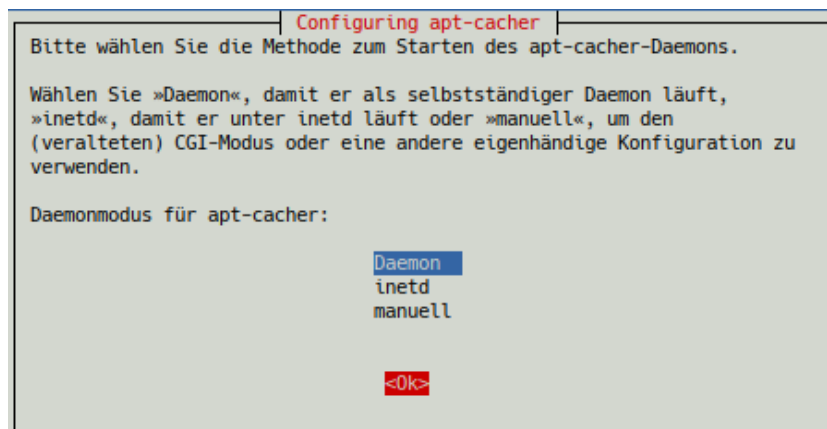 Configuring apt-cacher
Bitte wählen Sie die Methode zum Starten des apt-cacher-Daemons.
Wählen Sie »Daemon«, damit er als selbstständiger Daemon läuft,
»inetd«, damit er unter inetd läuft oder »manuell«, um den
(veralteten) CGI-Modus oder eine andere eigenhändige Konfiguration zu
verwenden.
Daemonmodus für apt-cacher:
Daemon
inetd
manuell
<Ok>